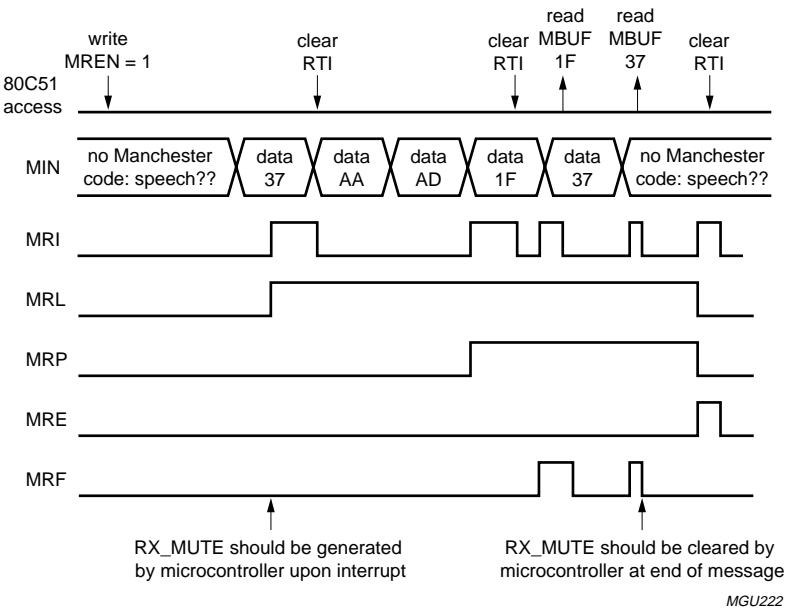 write
MREN = 1
clear
RTI
clear
RTI
read
MBUF
1F
read
MBUF
37
clear
RTI
80C51
access
MIN
no Manchester
code: speech??
data
37
data
AA
data
AD
data
1F
data
37
no Manchester
code: speech??
MRI
MRL
MRP
MRE
MRF
RX_MUTE should be generated
by microcontroller upon interrupt
RX_MUTE should be cleared by
microcontroller at end of message
MGU222